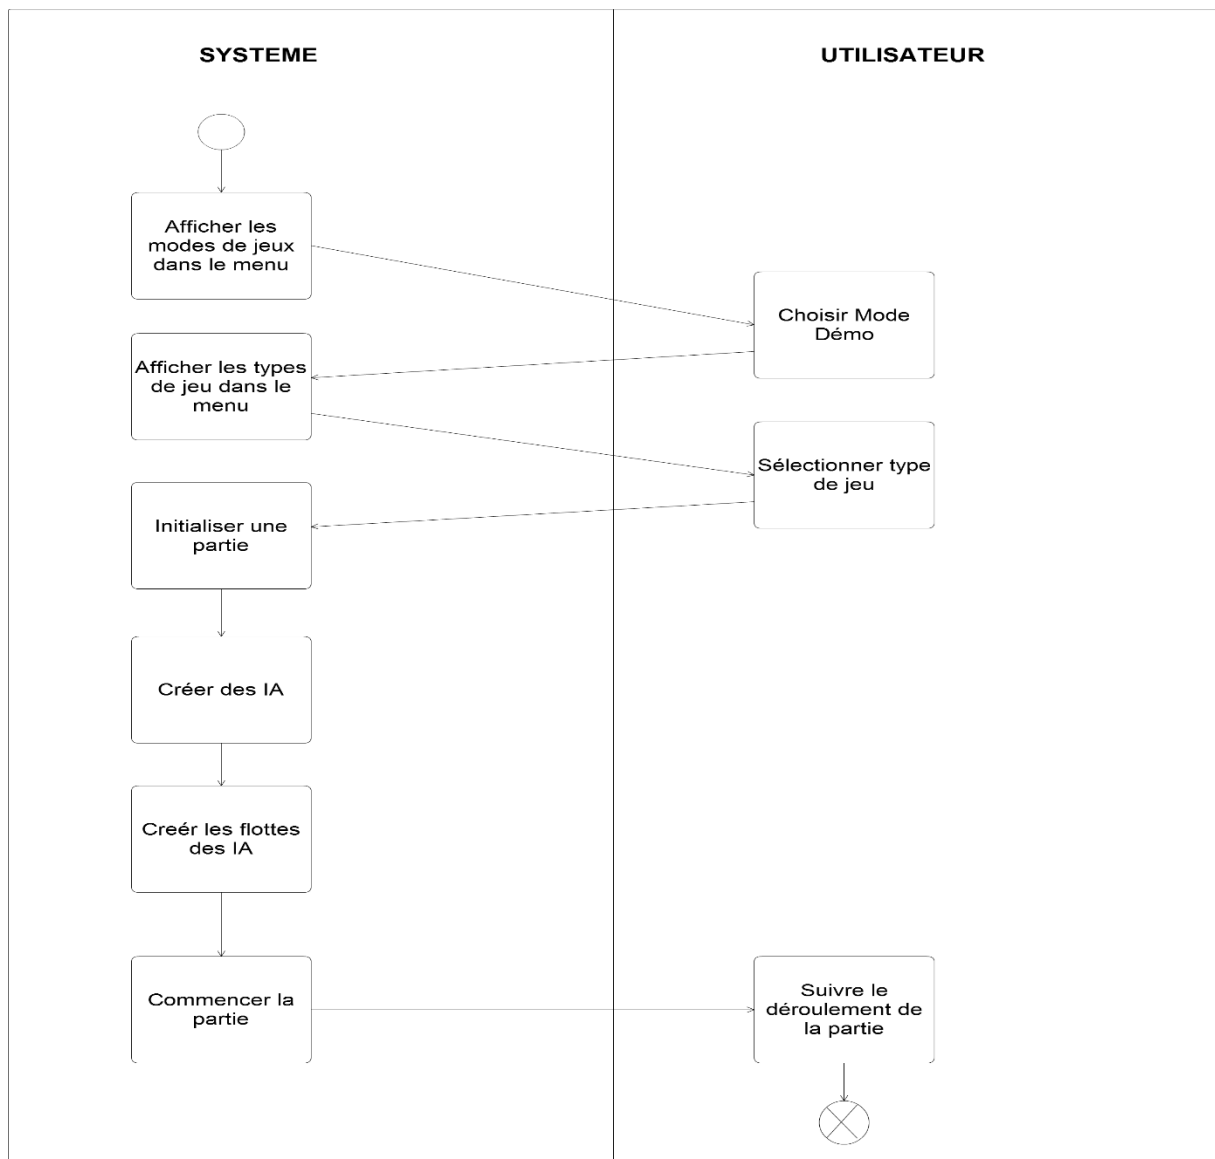 SYSTEME
UTILISATEUR
Afficher les
modes de jeux
dans le menu
Choisir Mode
Démo
Afficher les types
de jeu dans le
menu
Sélectionner type
de jeu
Initialiser une
partie
Créer des IA
Creér les flottes
des IA
Commencer la
partie
Suivre le
déroulement de
la partie